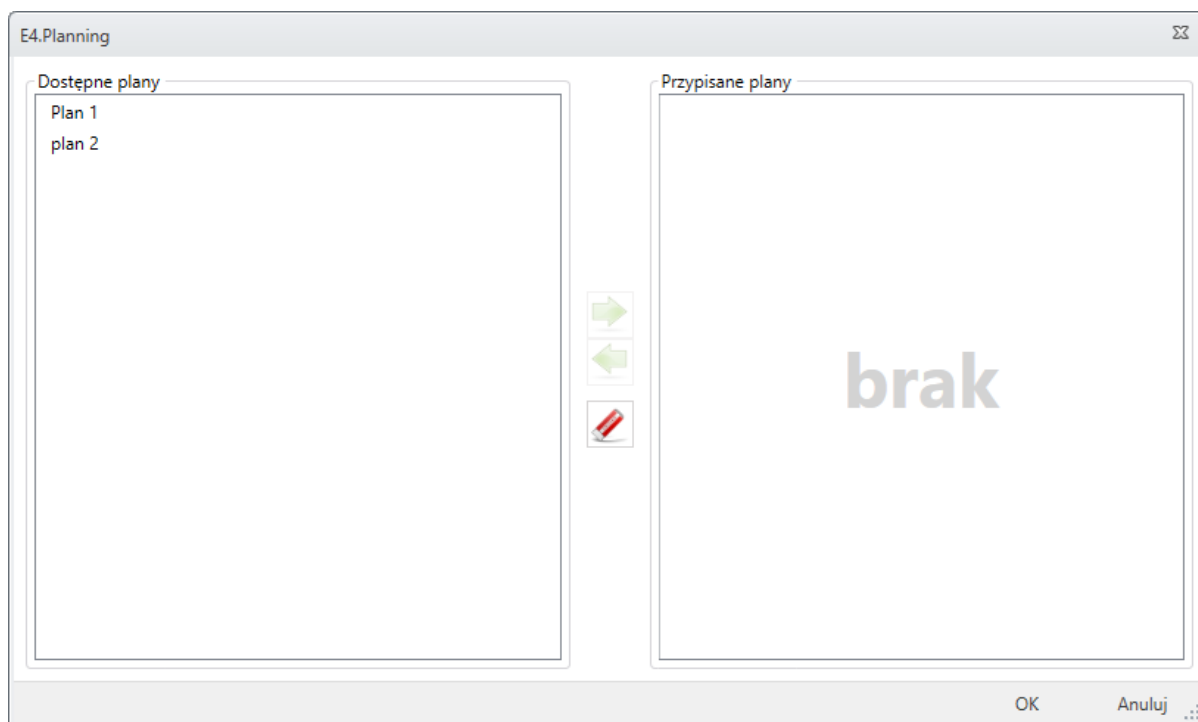 E4.Planning
Dostępne plany
Plan 1
plan 2
Przypisane plany
brak
OK
Anuluj